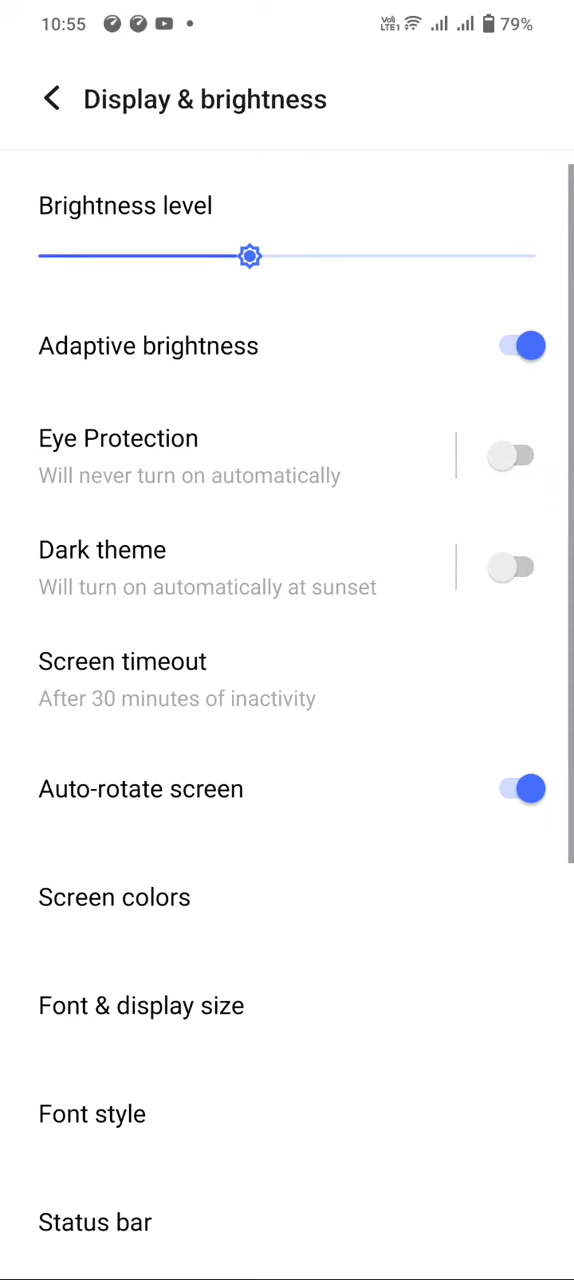 10:55
Vo) LTE1 79%
Display & brightness
Brightness level
Adaptive brightness
Eye Protection
Will never turn on automatically
Dark theme
Will turn on automatically at sunset
Screen timeout
After 30 minutes of inactivity
Auto-rotate screen
Screen colors
Font & display size
Font style
Status bar